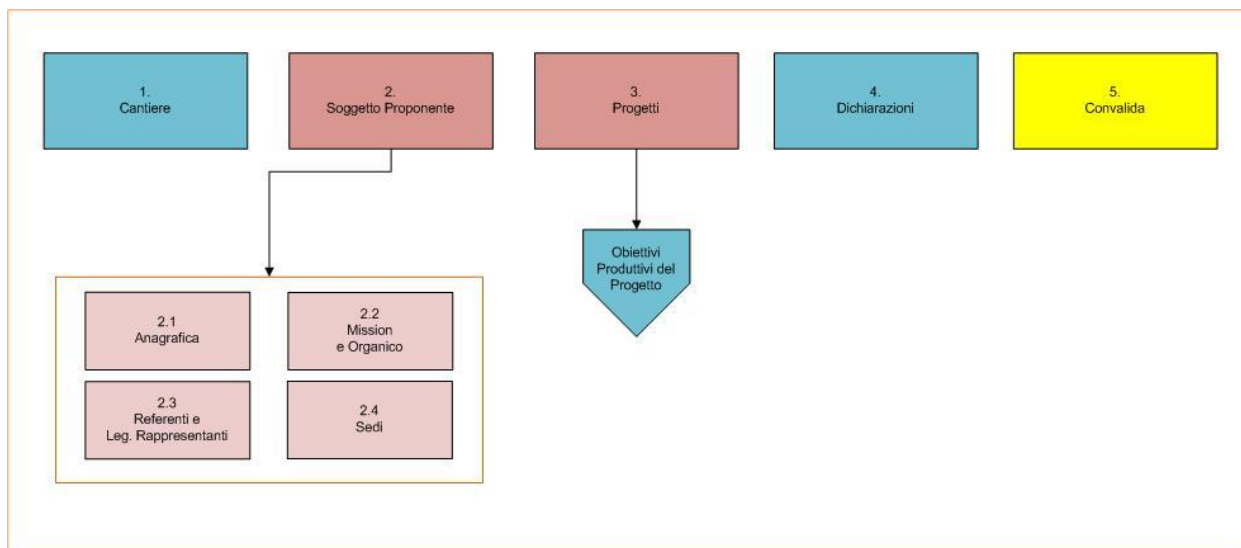 1.
Cantiere
2.
Soggetto Proponente
3.
Progetti
4.
Dichiarazioni
5.
Convalida
Obiettivi
Produttivi del
Progetto
2.1
Anagrafica
2.2
Mission
e Organico
2.3
Referenti e
Leg. Rappresentanti
2.4
Sedi